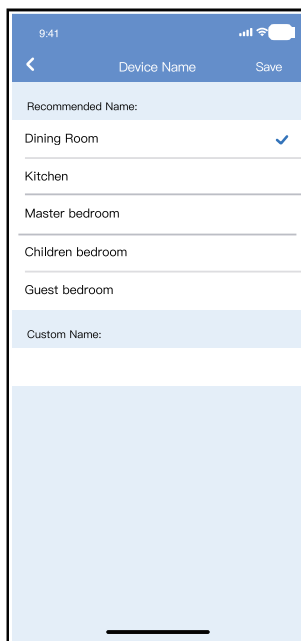 9:41
Device Name
Save
Recommended Name:
Dining Room
Kitchen
Master bedroom
Children bedroom
Guest bedroom
Custom Name: